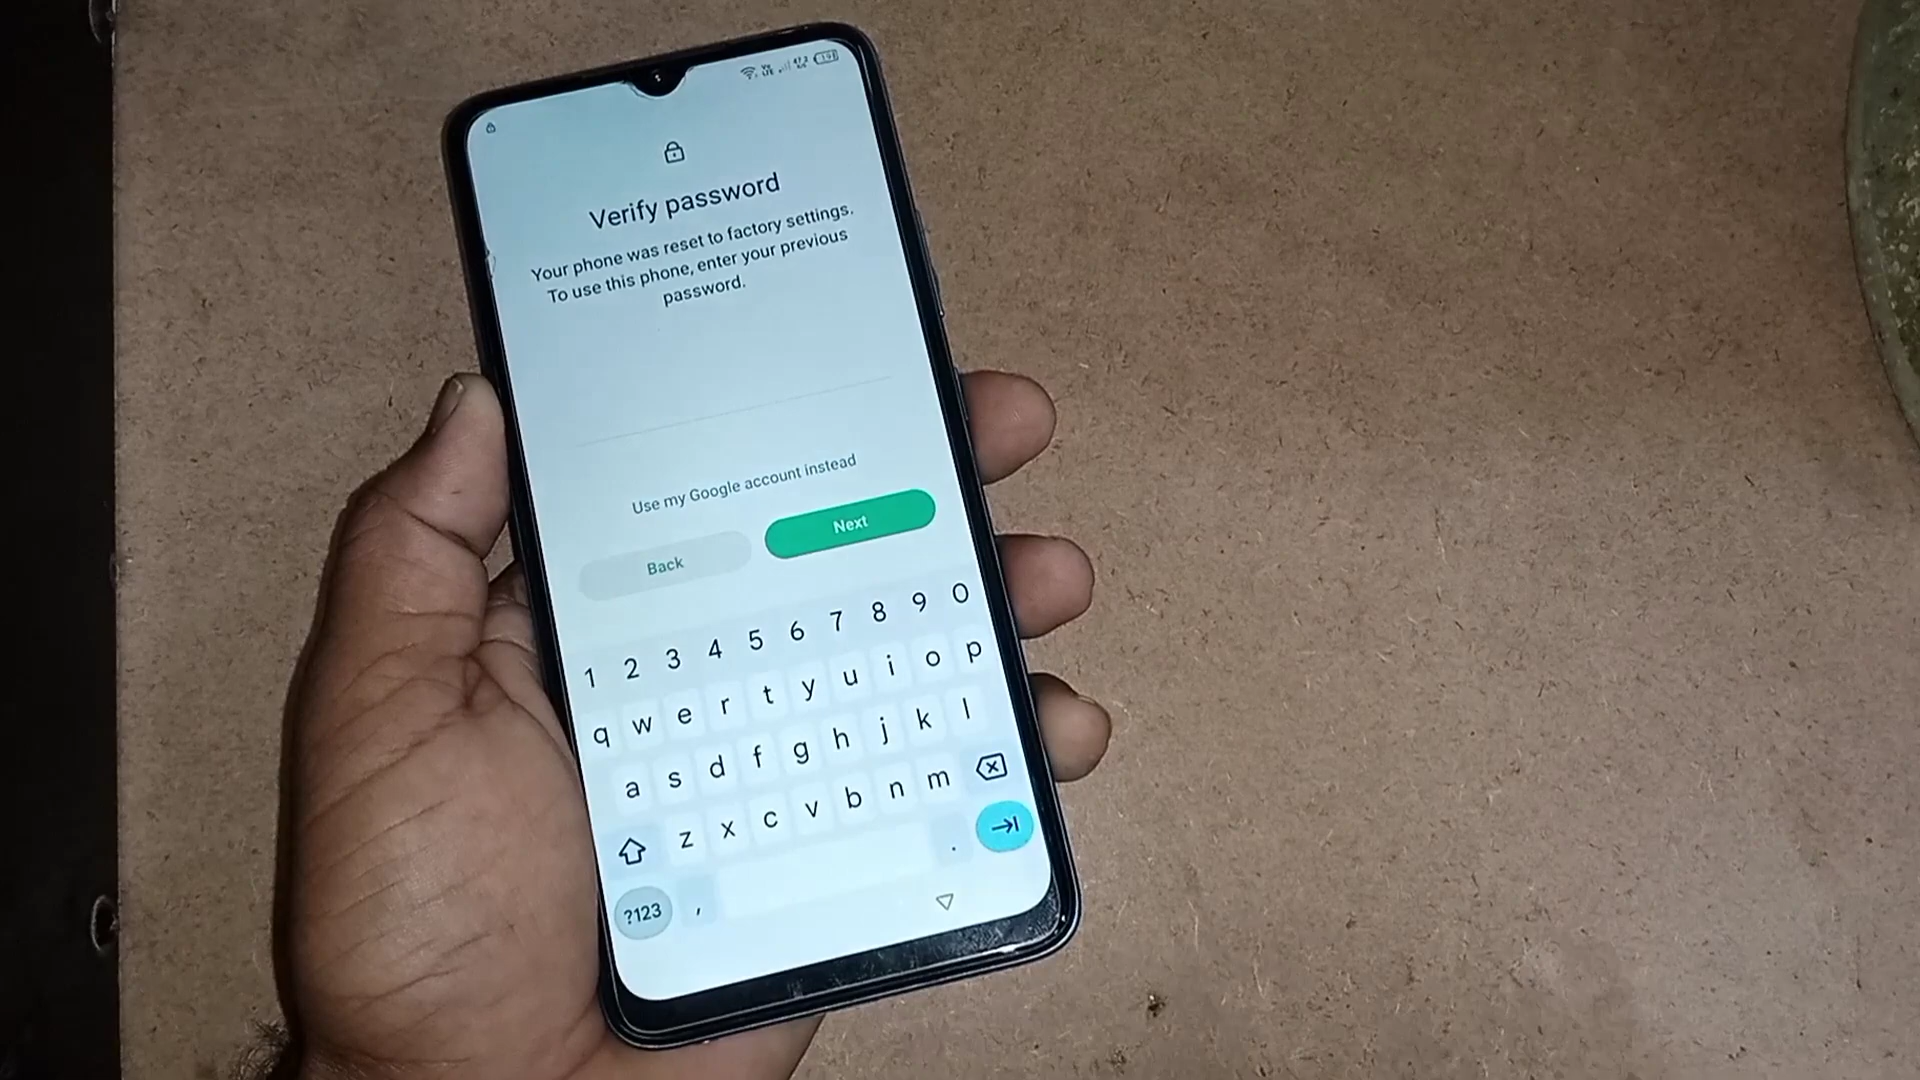 Verify password
Your phone was reset to factory settings.
To use this phone, enter your previous
password.
Use my Google account instead
Back
Next
1 2 3 4 5 6 7 8 9 0
q w e r t y u i o p
a s d f g h j k l
z x c v b n m
?123 , .